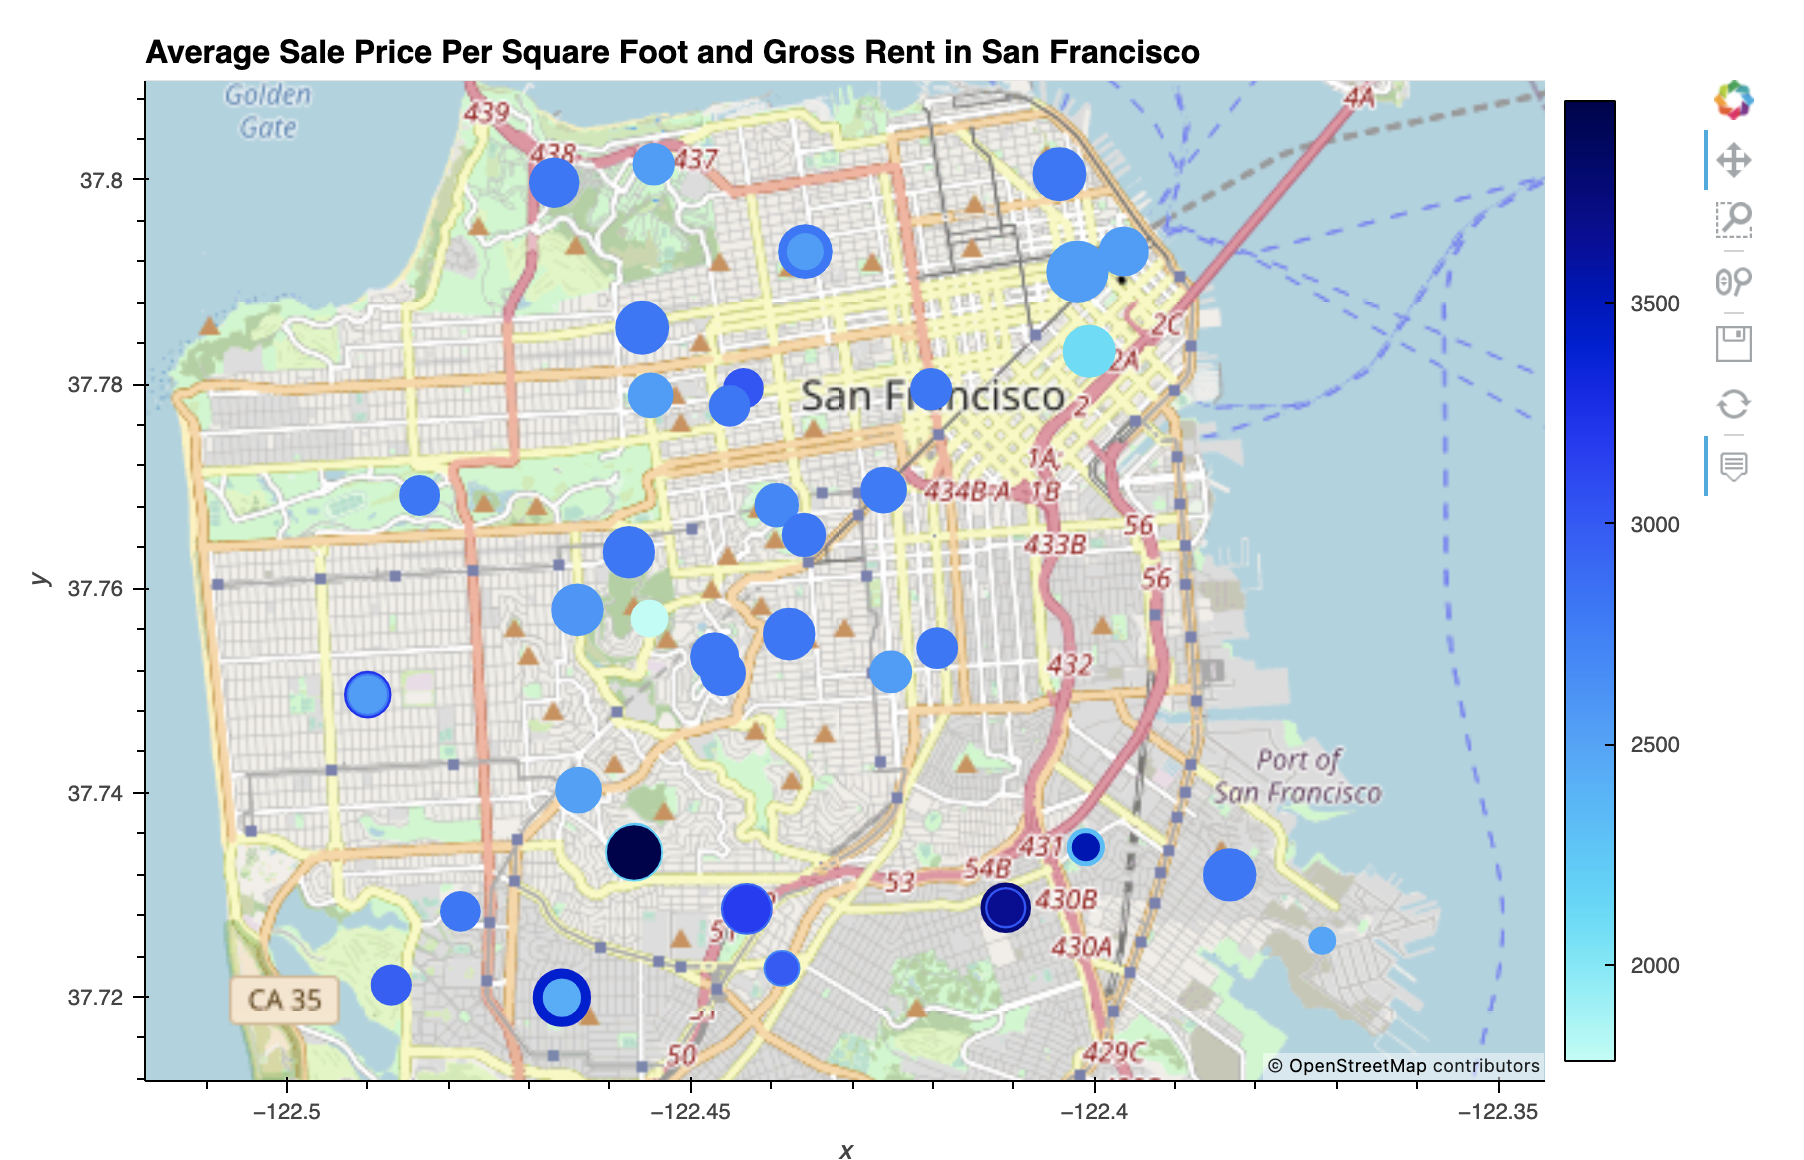 Average Sale Price Per Square Foot and Gross Rent in San Francisco
Golden
Gate
439
438
437
4A
37.8
2C
2A
3500
37.78
San Francisco
2
1A
434B-A
1B
56
3000
433B
56
y
37.76
432
2500
Port of
San Francisco
37.74
431
54B
53
430B
51
430A
2000
CA 35
37.72
50
429C
© OpenStreetMap contributors
−122.5
−122.45
−122.4
−122.35
x